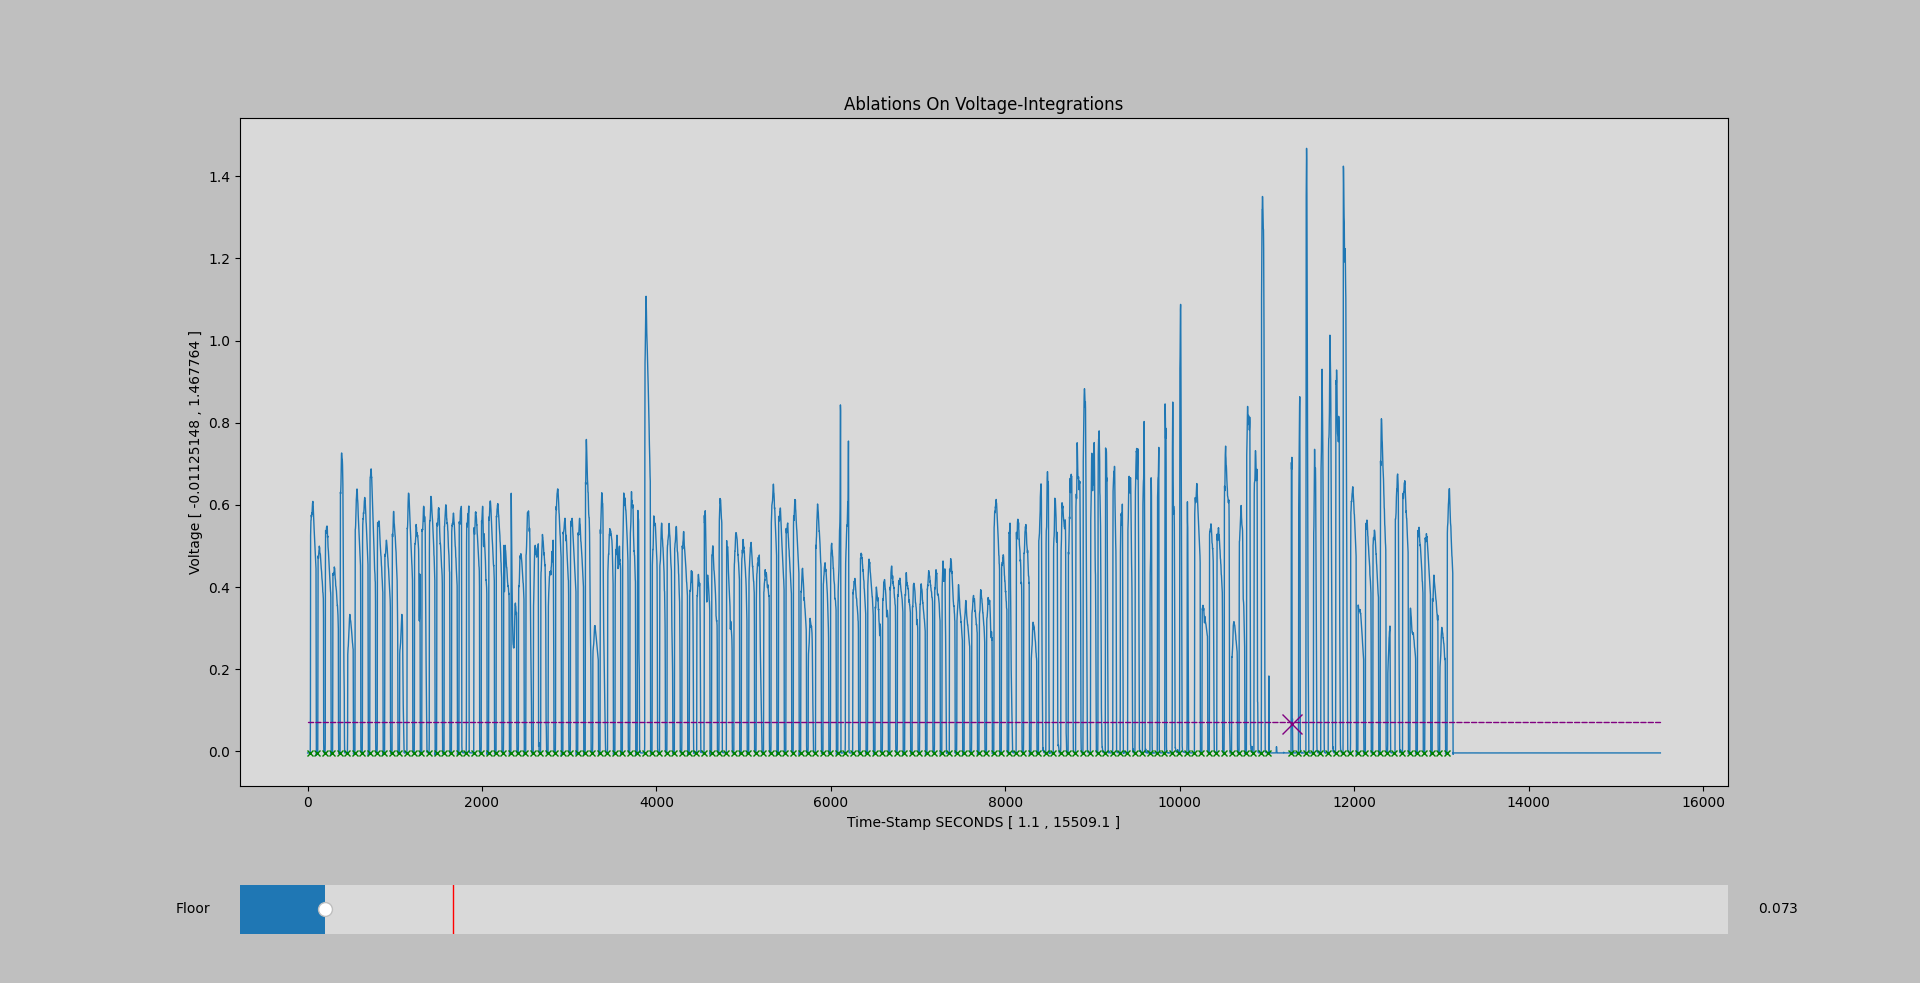 Ablations On Voltage-Integrations
Voltage [ -0.01125148 , 1.467764 ]
1.4
1.2
1.0
0.8
0.6
0.4
0.2
0.0
0 2000 4000 6000 8000 10000 12000 14000 16000
Time-Stamp SECONDS [ 1.1 , 15509.1 ]
Floor 0.073